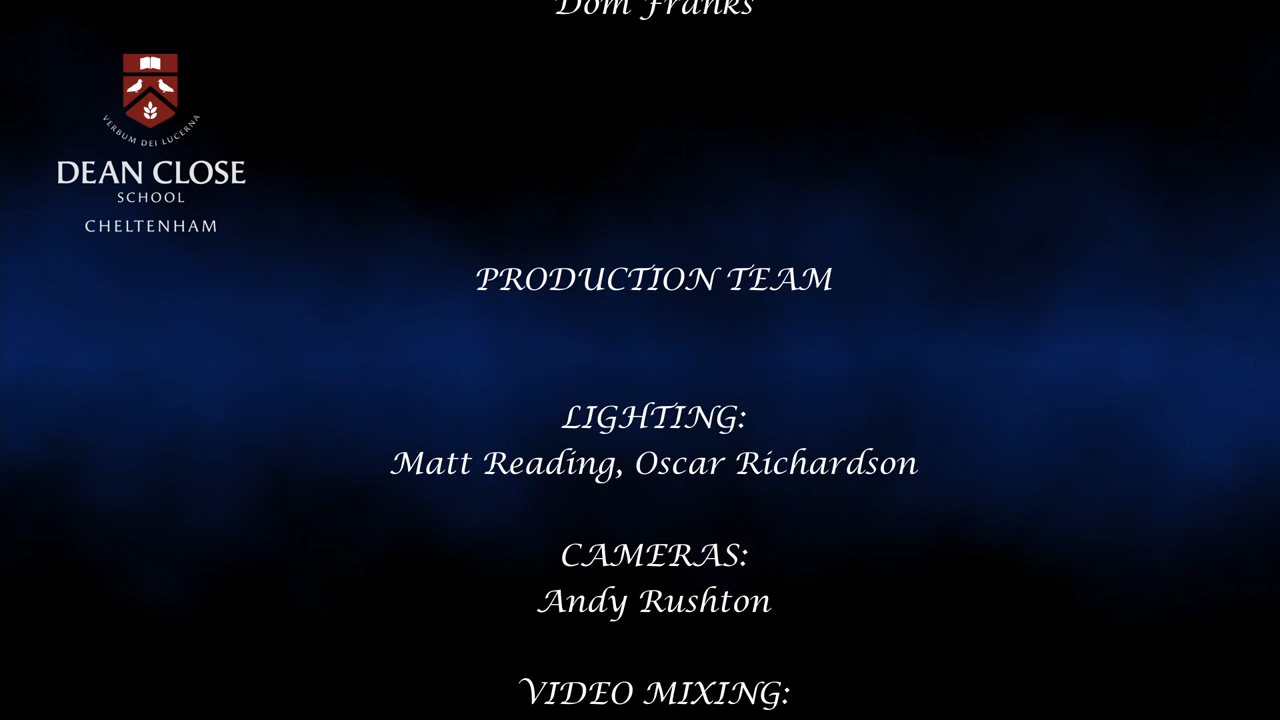 Dom Franks
VERBUM DEI LUCERNA
DEAN CLOSE
SCHOOL
CHELTENHAM
PRODUCTION TEAM
LIGHTING:
Matt Reading, Oscar Richardson
CAMERAS:
Andy Rushton
VIDEO MIXING: